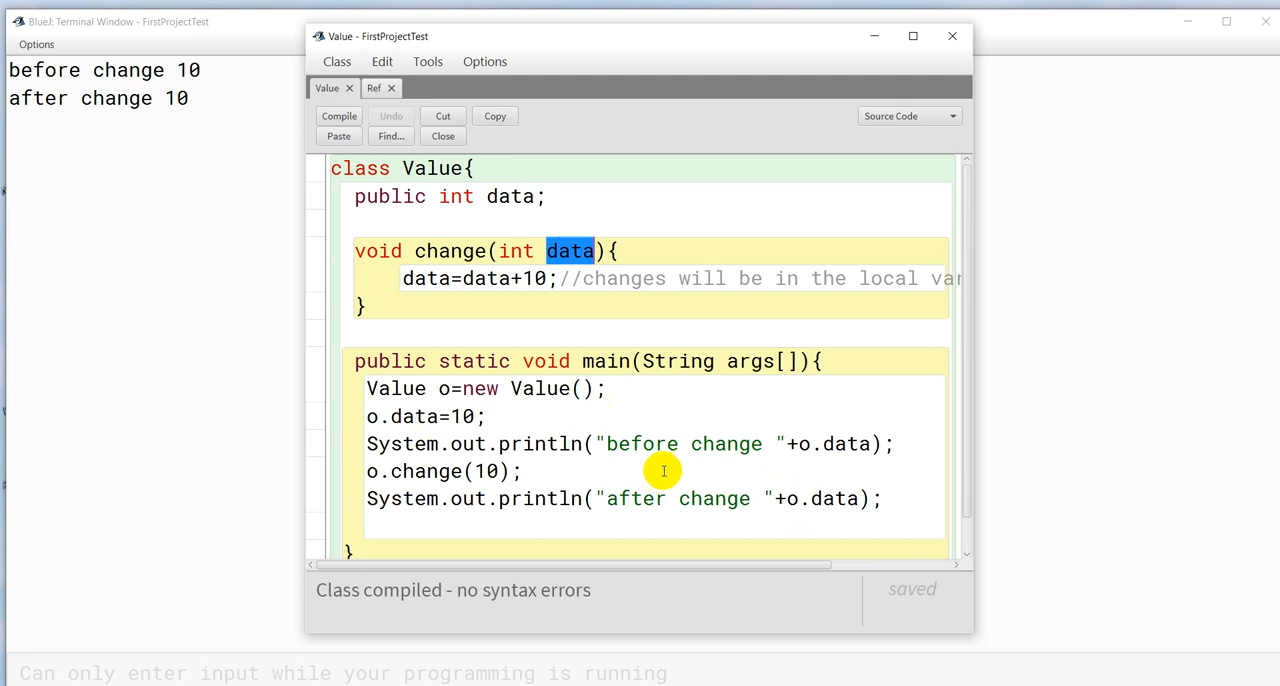 BlueJ: Terminal Window - FirstProjectTest
Options
before change 10
after change 10
Value - FirstProjectTest
Class Edit Tools Options
Value Ref
Compile Undo Cut Copy
Source Code
Paste Find... Close
class Value{
public int data;
void change(int data){
data=data+10;//changes will be in the local var
}
public static void main(String args[]){
Value o=new Value();
o.data=10;
System.out.println("before change "+o.data);
o.change(10);
System.out.println("after change "+o.data);
}
Class compiled - no syntax errors
saved
Can only enter input while your programming is running